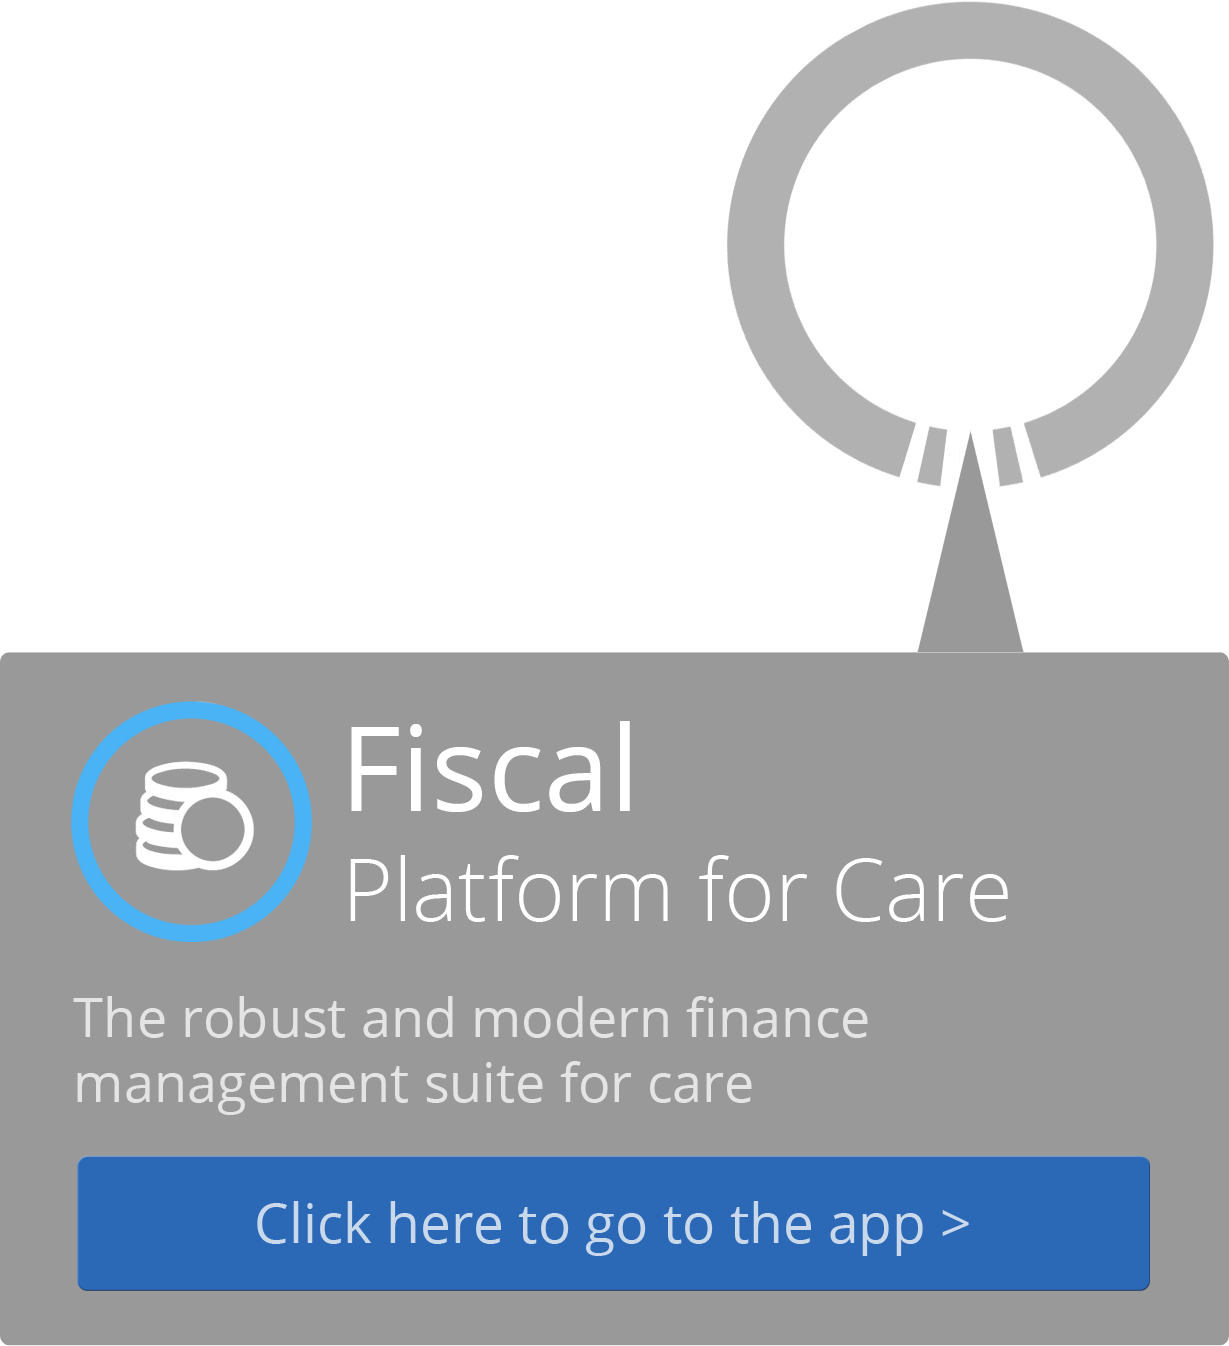 Fiscal
Platform for Care
The robust and modern finance
management suite for care
Click here to go to the app >